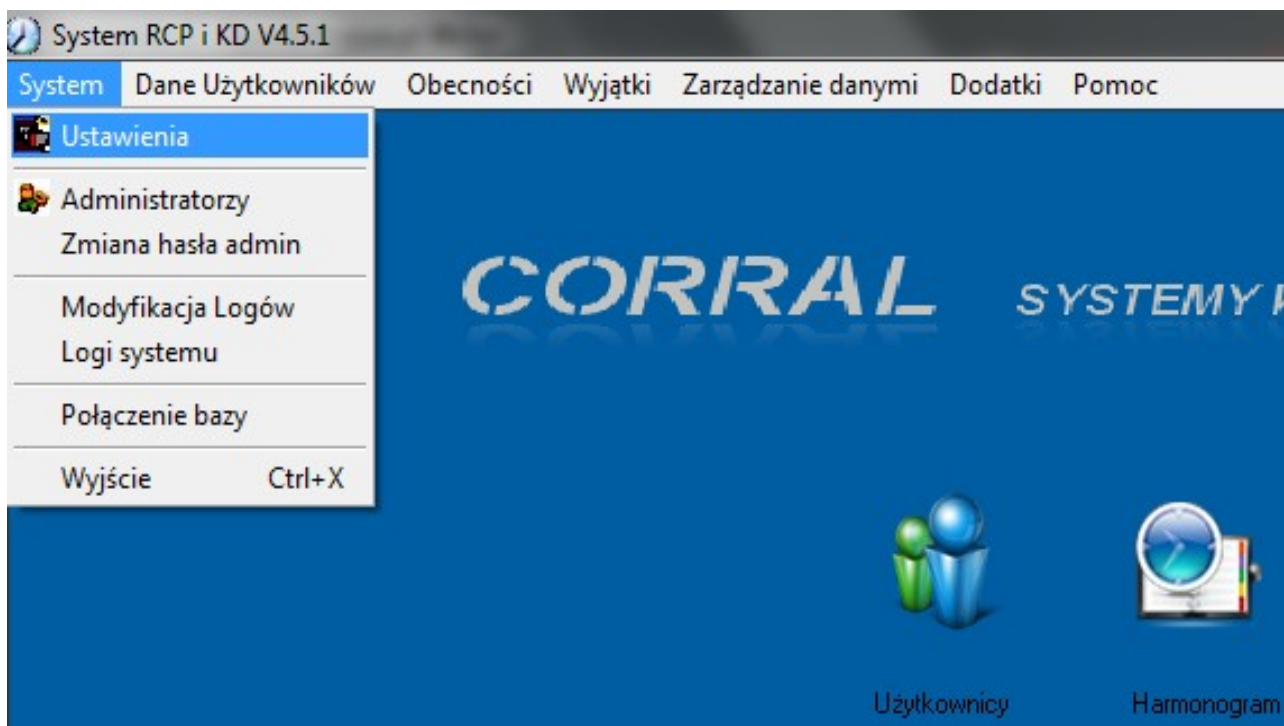 System RCP i KD V4.5.1
System Dane Użytkowników Obecności Wyjątki Zarządzanie danymi Dodatki Pomoc
Ustawienia
Administratorzy
Zmiana hasła admin
Modyfikacja Logów
Logi systemu
Połączenie bazy
Wyjście Ctrl+X
CORRAL SYSTEMY
Użytkownicy Harmonogram